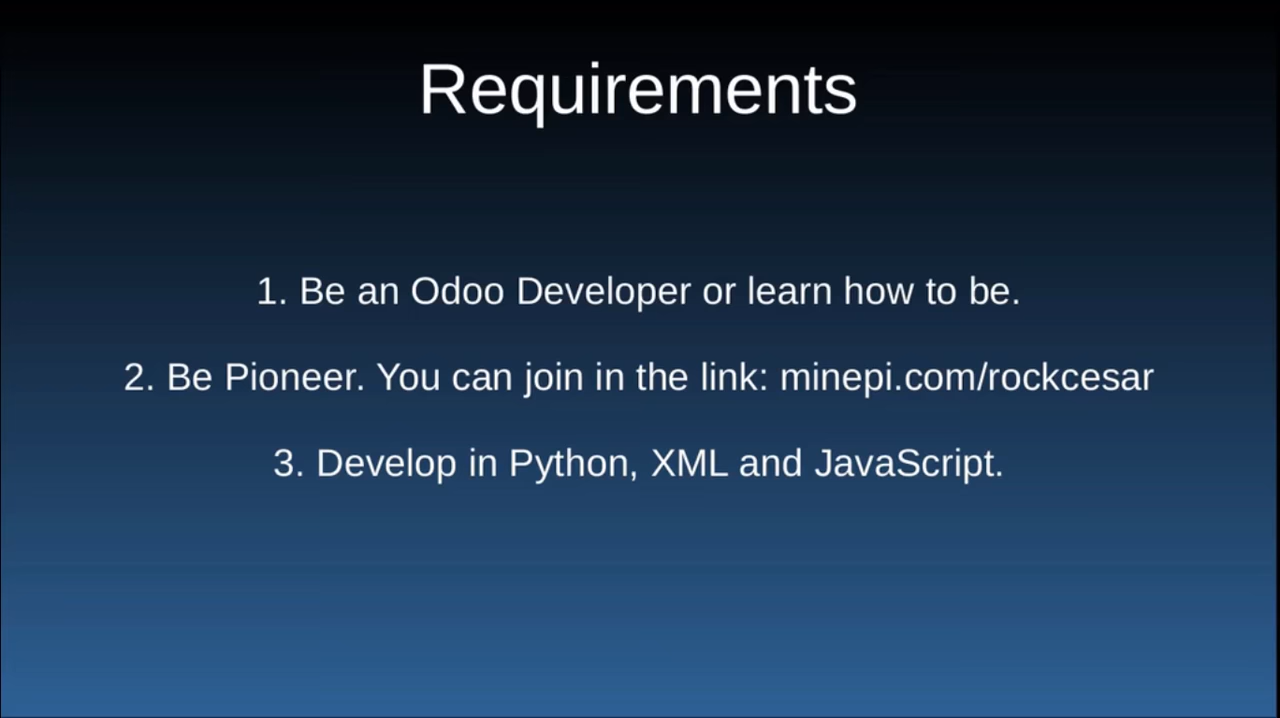 Requirements
1. Be an Odoo Developer or learn how to be.
2. Be Pioneer. You can join in the link: minepi.com/rockcesar
3. Develop in Python, XML and JavaScript.